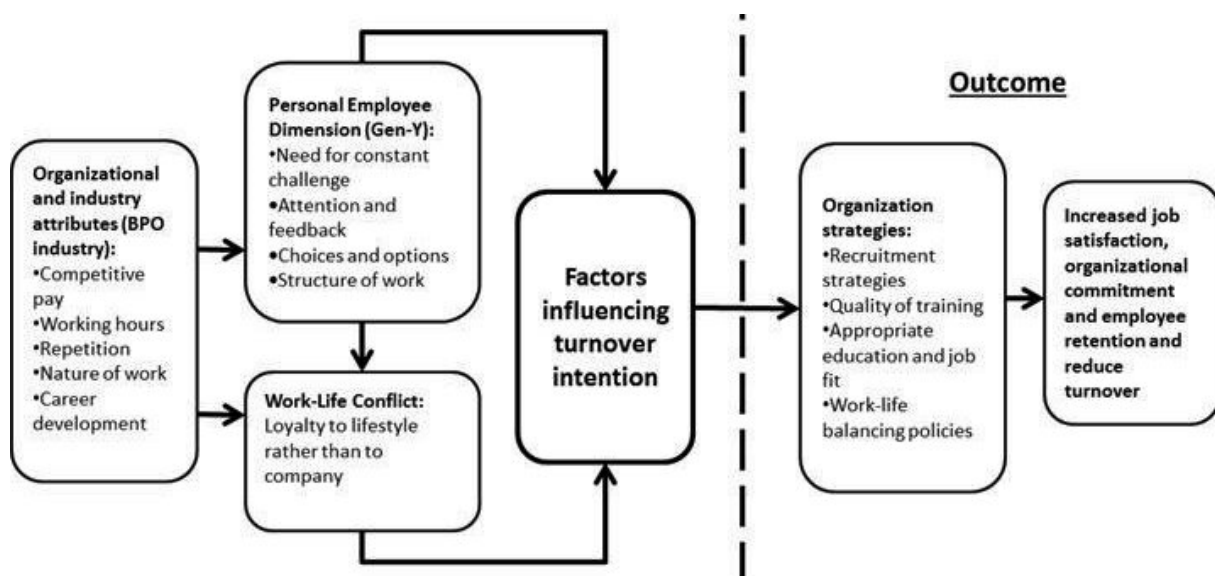 Organizational
and industry
attributes (BPO
industry):
•Competitive
pay
•Working hours
•Repetition
•Nature of work
•Career
development
Personal Employee
Dimension (Gen-Y):
•Need for constant
challenge
•Attention and
feedback
•Choices and options
•Structure of work
Work-Life Conflict:
Loyalty to lifestyle
rather than to
company
Factors
influencing
turnover
intention
Outcome
Organization
strategies:
•Recruitment
strategies
•Quality of training
•Appropriate
education and job
fit
•Work-life
balancing policies
Increased job
satisfaction,
organizational
commitment
and employee
retention and
reduce
turnover